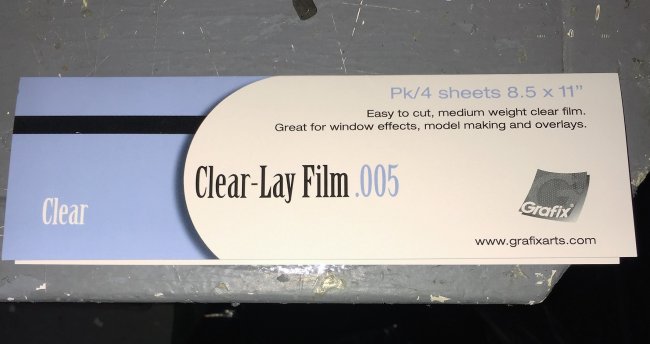 Pk/4 sheets 8.5 x 11”
Easy to cut, medium weight clear film.
Great for window effects, model making and overlays.
Clear-Lay Film .005
Clear
Grafix
www.grafixarts.com